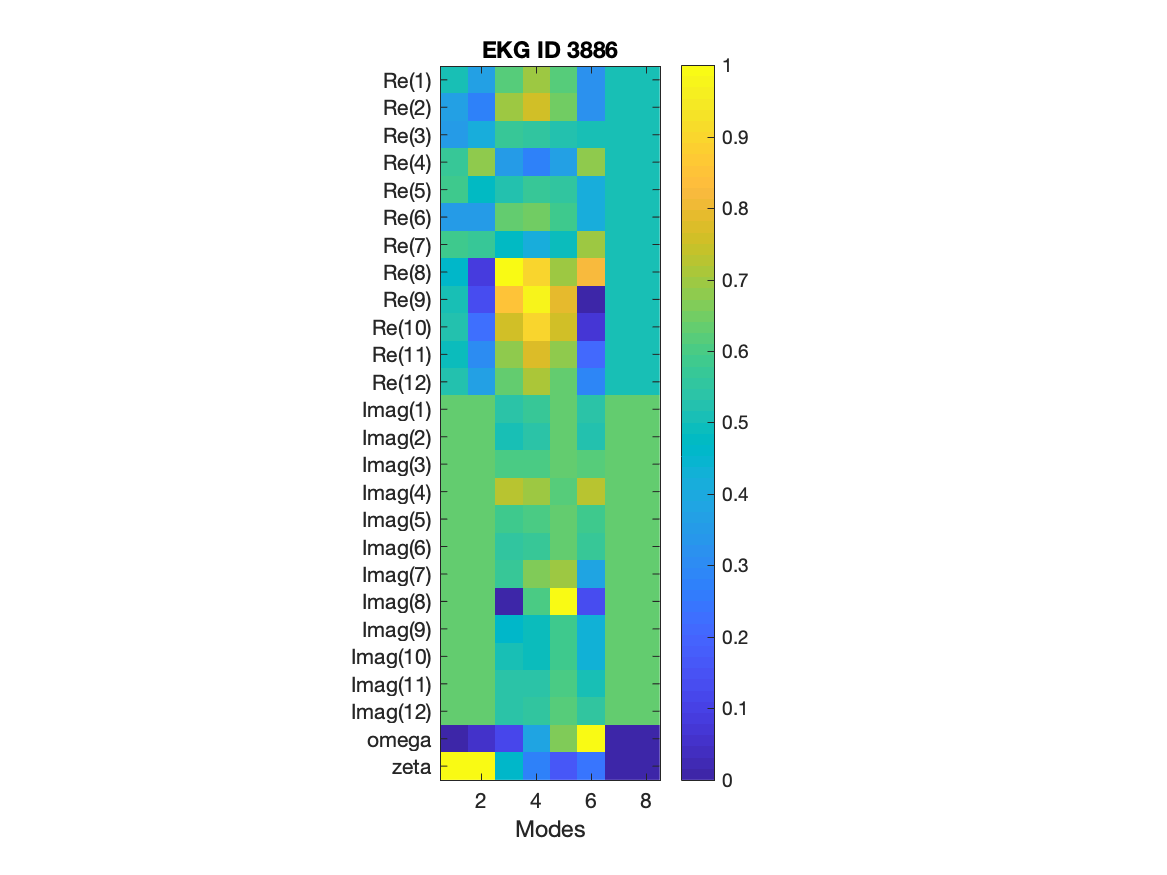 EKG ID 3886
Re(1)
Re(2)
Re(3)
Re(4)
Re(5)
Re(6)
Re(7)
Re(8)
Re(9)
Re(10)
Re(11)
Re(12)
Imag(1)
Imag(2)
Imag(3)
Imag(4)
Imag(5)
Imag(6)
Imag(7)
Imag(8)
Imag(9)
Imag(10)
Imag(11)
Imag(12)
omega
zeta
2 4 6 8
Modes
1
0.9
0.8
0.7
0.6
0.5
0.4
0.3
0.2
0.1
0